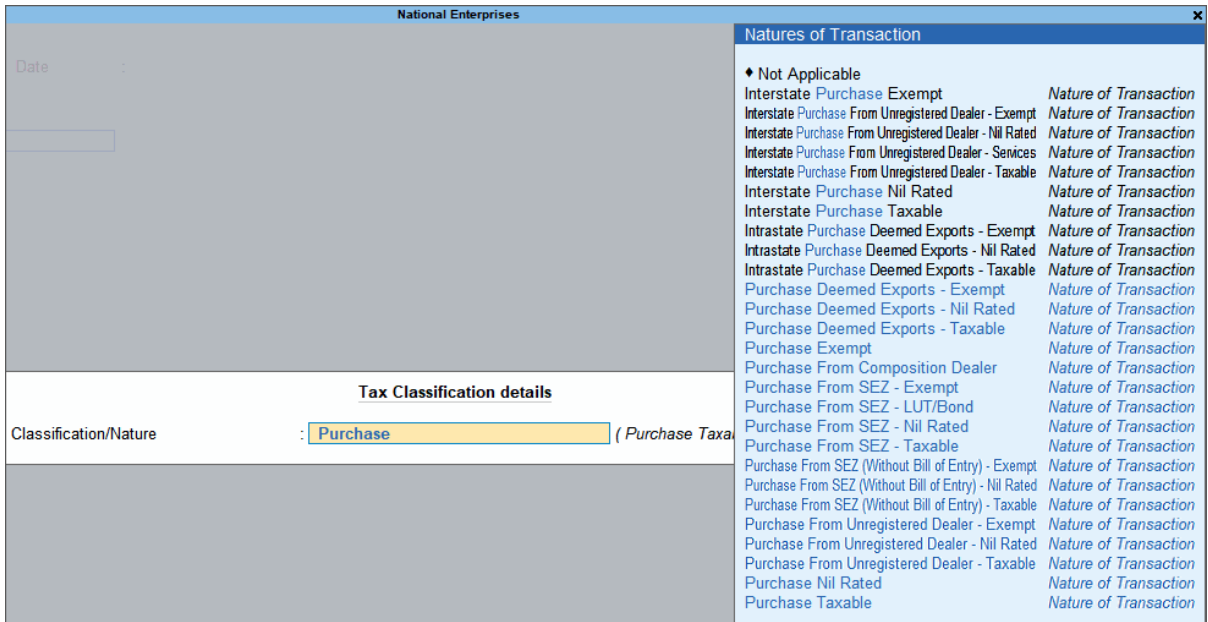 National Enterprises x
Natures of Transaction
Date :
♦ Not Applicable
Interstate Purchase Exempt Nature of Transaction
Interstate Purchase From Unregistered Dealer - Exempt Nature of Transaction
Interstate Purchase From Unregistered Dealer - Nil Rated Nature of Transaction
Interstate Purchase From Unregistered Dealer - Services Nature of Transaction
Interstate Purchase From Unregistered Dealer - Taxable Nature of Transaction
Interstate Purchase Nil Rated Nature of Transaction
Interstate Purchase Taxable Nature of Transaction
Intrastate Purchase Deemed Exports - Exempt Nature of Transaction
Intrastate Purchase Deemed Exports - Nil Rated Nature of Transaction
Intrastate Purchase Deemed Exports - Taxable Nature of Transaction
Purchase Deemed Exports - Exempt Nature of Transaction
Purchase Deemed Exports - Nil Rated Nature of Transaction
Purchase Deemed Exports - Taxable Nature of Transaction
Purchase Exempt Nature of Transaction
Purchase From Composition Dealer Nature of Transaction
Purchase From SEZ - Exempt Nature of Transaction
Purchase From SEZ - LUT/Bond Nature of Transaction
Purchase From SEZ - Nil Rated Nature of Transaction
Purchase From SEZ - Taxable Nature of Transaction
Purchase From SEZ (Without Bill of Entry) - Exempt Nature of Transaction
Purchase From SEZ (Without Bill of Entry) - Nil Rated Nature of Transaction
Purchase From SEZ (Without Bill of Entry) - Taxable Nature of Transaction
Purchase From Unregistered Dealer - Exempt Nature of Transaction
Purchase From Unregistered Dealer - Nil Rated Nature of Transaction
Purchase From Unregistered Dealer - Taxable Nature of Transaction
Purchase Nil Rated Nature of Transaction
Purchase Taxable Nature of Transaction
Tax Classification details
Classification/Nature : Purchase ( Purchase Taxa